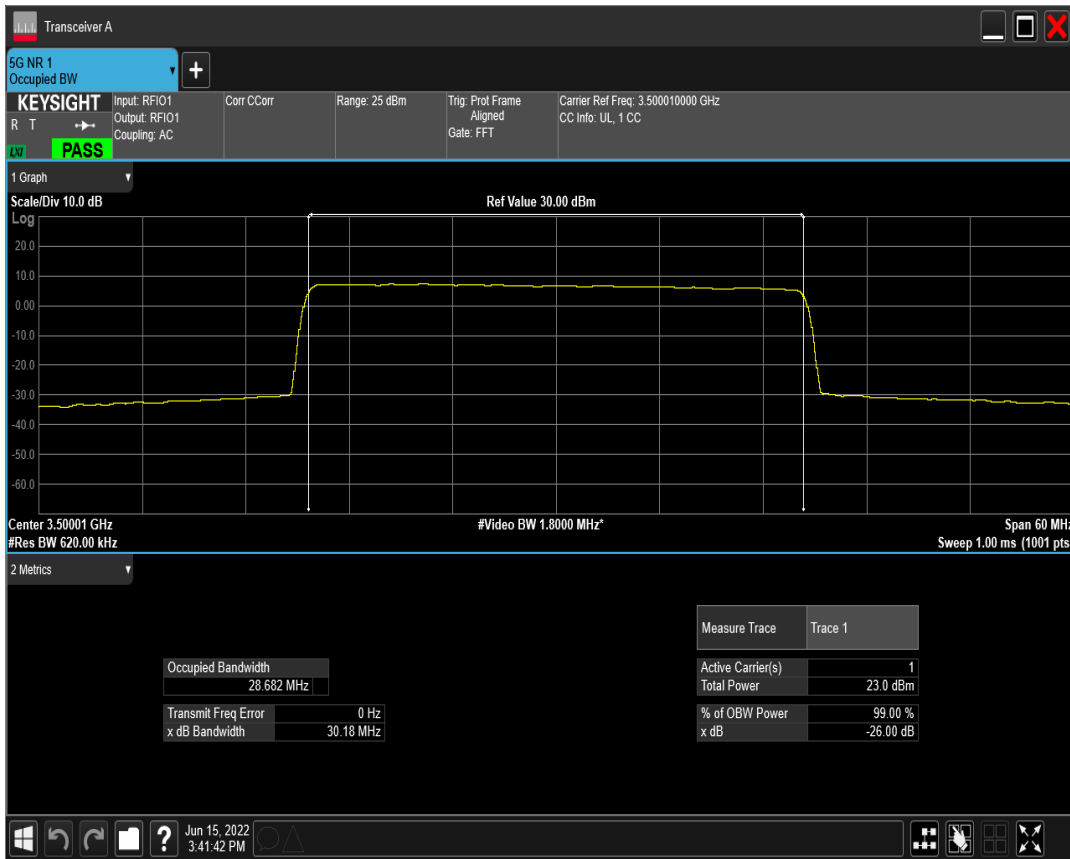 Transceiver A
5G NR 1
Occupied BW
+
KEYSIGHT
R T
LXI
PASS
Input: RFIO1
Output: RFIO1
Coupling: AC
Corr CCorr
Range: 25 dBm
Trig: Prot Frame
Aligned
Gate: FFT
Carrier Ref Freq: 3.500010000 GHz
CC Info: UL, 1 CC
1 Graph
Scale/Div 10.0 dB
Ref Value 30.00 dBm
Log
20.0
10.0
0.00
-10.0
-20.0
-30.0
-40.0
-50.0
-60.0
Center 3.50001 GHz
#Video BW 1.8000 MHz*
Span 60 MHz
#Res BW 620.00 kHz
Sweep 1.00 ms (1001 pts
2 Metrics
Measure Trace Trace 1
Occupied Bandwidth
28.682 MHz
Active Carrier(s) 1
Total Power 23.0 dBm
Transmit Freq Error 0 Hz
x dB Bandwidth 30.18 MHz
% of OBW Power 99.00 %
x dB -26.00 dB
?
Jun 15, 2022
3:41:42 PM